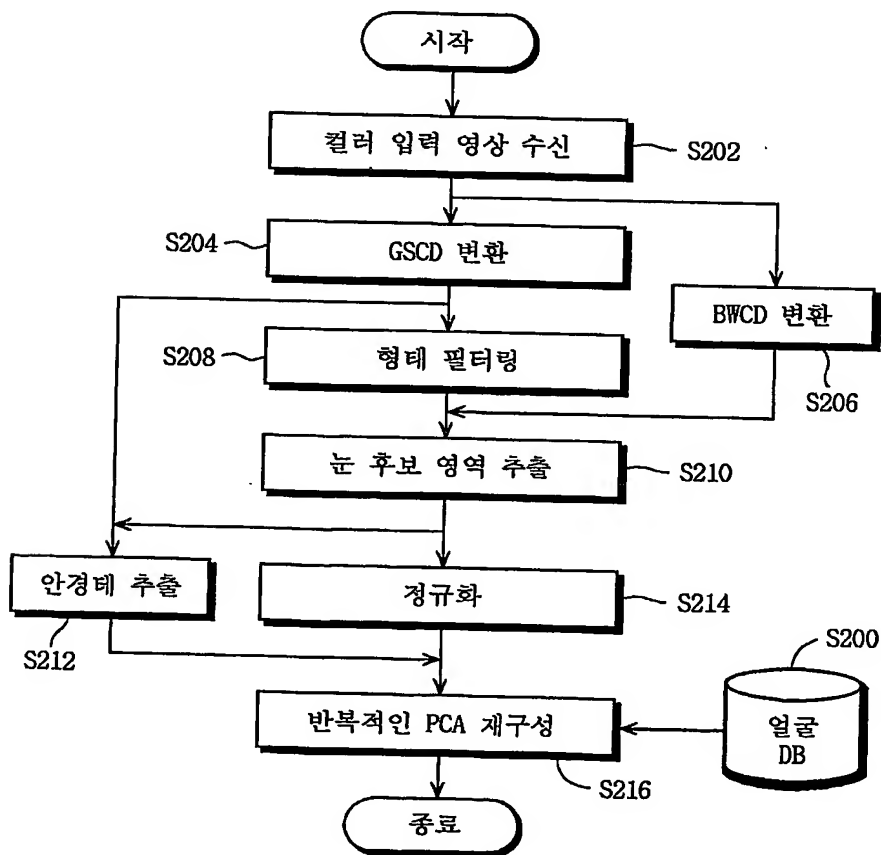 시작
컬러 입력 영상 수신
S202
S204
GSCD 변환
BWCD 변환
S206
S208
형태 필터링
눈 후보 영역 추출
S210
안경테 추출
S212
정규화
S214
S200
얼굴
DB
반복적인 PCA 재구성
S216
종료